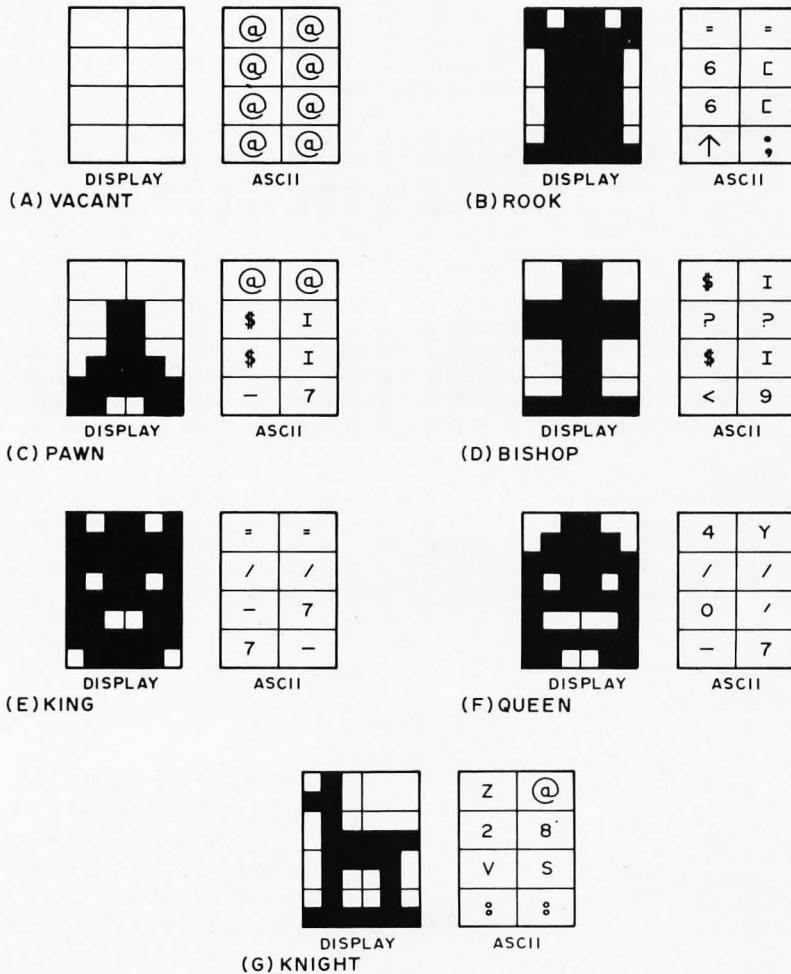 @ @
@ @
@ @
@ @
DISPLAY ASCII
(A) VACANT
= =
6 [
6 [
↑ ;
DISPLAY ASCII
(B) ROOK
@ @
$ I
$ I
– 7
DISPLAY ASCII
(C) PAWN
$ I
? ?
$ I
< 9
DISPLAY ASCII
(D) BISHOP
= =
/ /
– 7
7 –
DISPLAY ASCII
(E) KING
4 Y
/ /
0 ′
– 7
DISPLAY ASCII
(F) QUEEN
Z @
2 8
V S
: :
DISPLAY ASCII
(G) KNIGHT